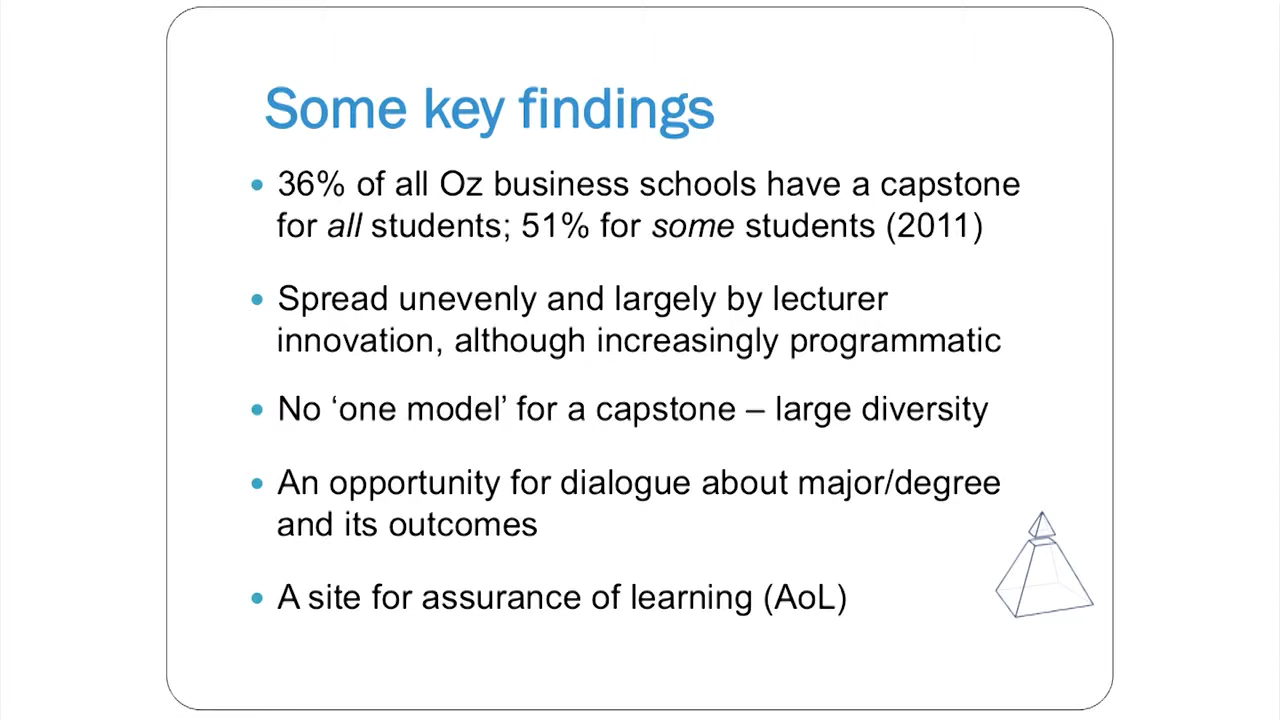 Some key findings
• 36% of all Oz business schools have a capstone
for all students; 51% for some students (2011)
• Spread unevenly and largely by lecturer
innovation, although increasingly programmatic
• No ‘one model’ for a capstone – large diversity
• An opportunity for dialogue about major/degree
and its outcomes
• A site for assurance of learning (AoL)